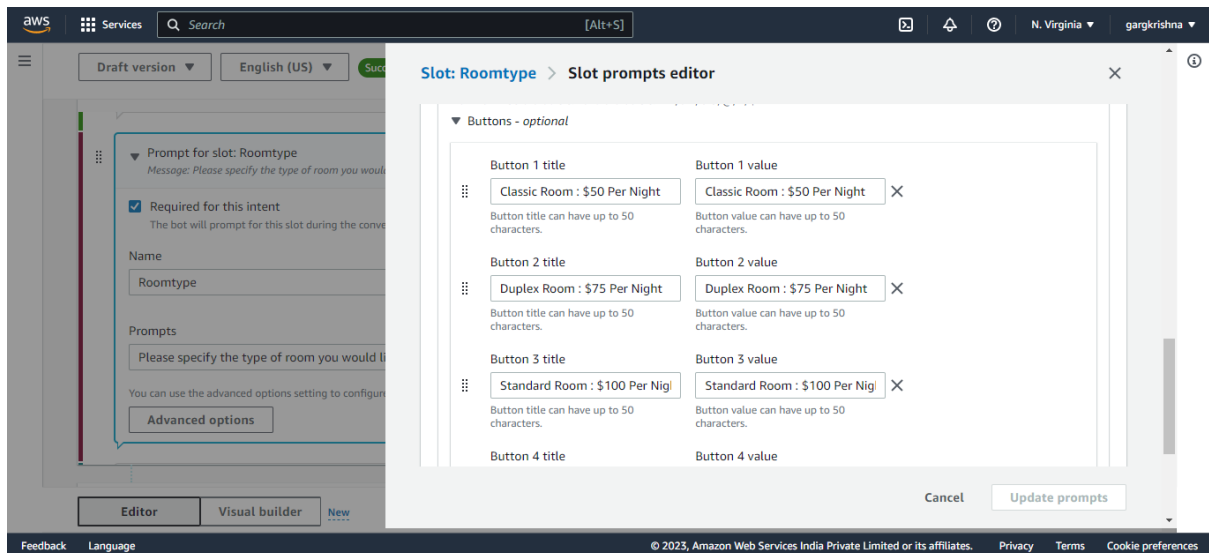 aws
Services
Search
[Alt+S]
N. Virginia ▼
gargkrishna ▼
Draft version ▼
English (US) ▼
Slot: Roomtype > Slot prompts editor
▼ Buttons - optional
Prompt for slot: Roomtype
Message: Please specify the type of room you
Required for this intent
The bot will prompt for this slot during the
Name
Roomtype
Prompts
Please specify the type of room you would
You can use the advanced options setting to
Advanced options
Button 1 title
Button 1 value
Classic Room : $50 Per Night
Classic Room : $50 Per Night
Button title can have up to 50
characters.
Button value can have up to 50
characters.
Button 2 title
Button 2 value
Duplex Room : $75 Per Night
Duplex Room : $75 Per Night
Button title can have up to 50
characters.
Button value can have up to 50
characters.
Button 3 title
Button 3 value
Standard Room : $100 Per
Standard Room : $100 Per
Button title can have up to 50
characters.
Button value can have up to 50
characters.
Button 4 title
Button 4 value
Cancel
Update prompts
Editor
Visual builder
New
Feedback
Language
© 2023, Amazon Web Services India Private Limited or its affiliates.
Privacy
Terms
Cookie preferences